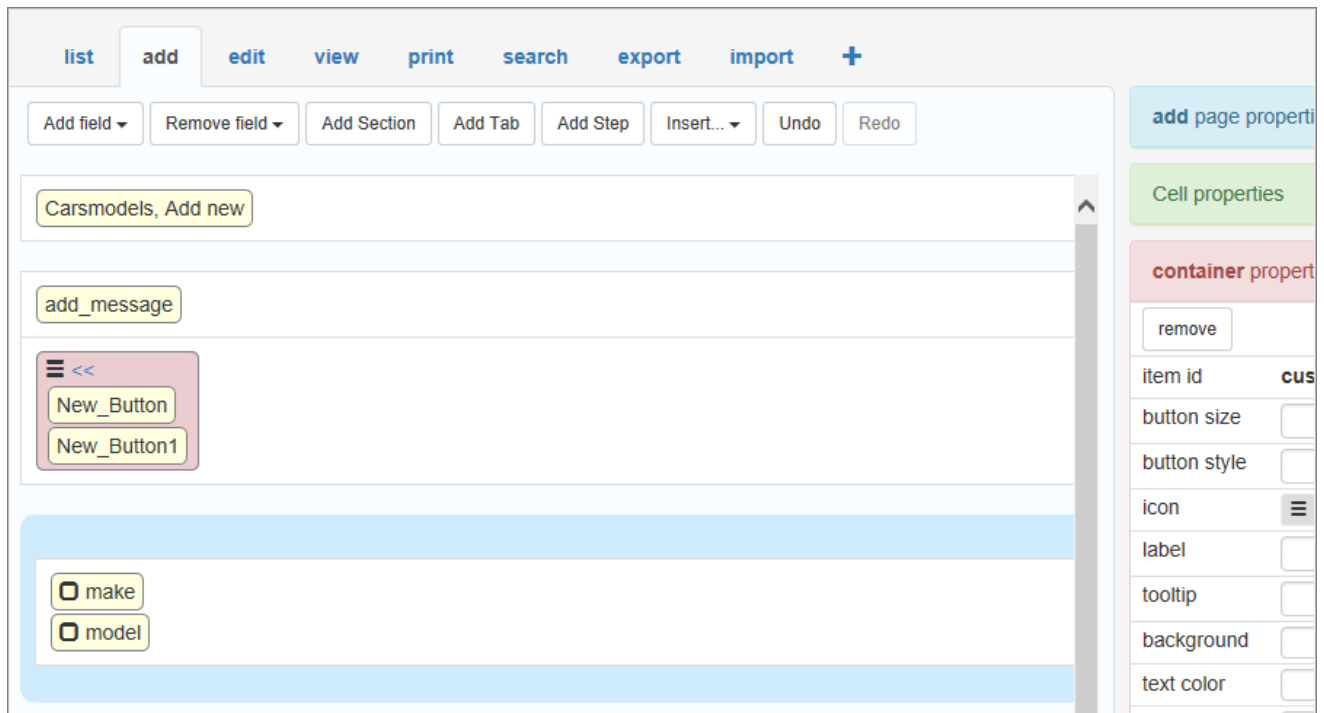 list add edit view print search export import +
Add field Remove field Add Section Add Tab Add Step Insert... Undo Redo
add page properti
Carsmodels, Add new
Cell properties
container propert
add_message
remove
<<
item id cus
New_Button
button size
New_Button1
button style
icon
label
make
tooltip
model
background
text color